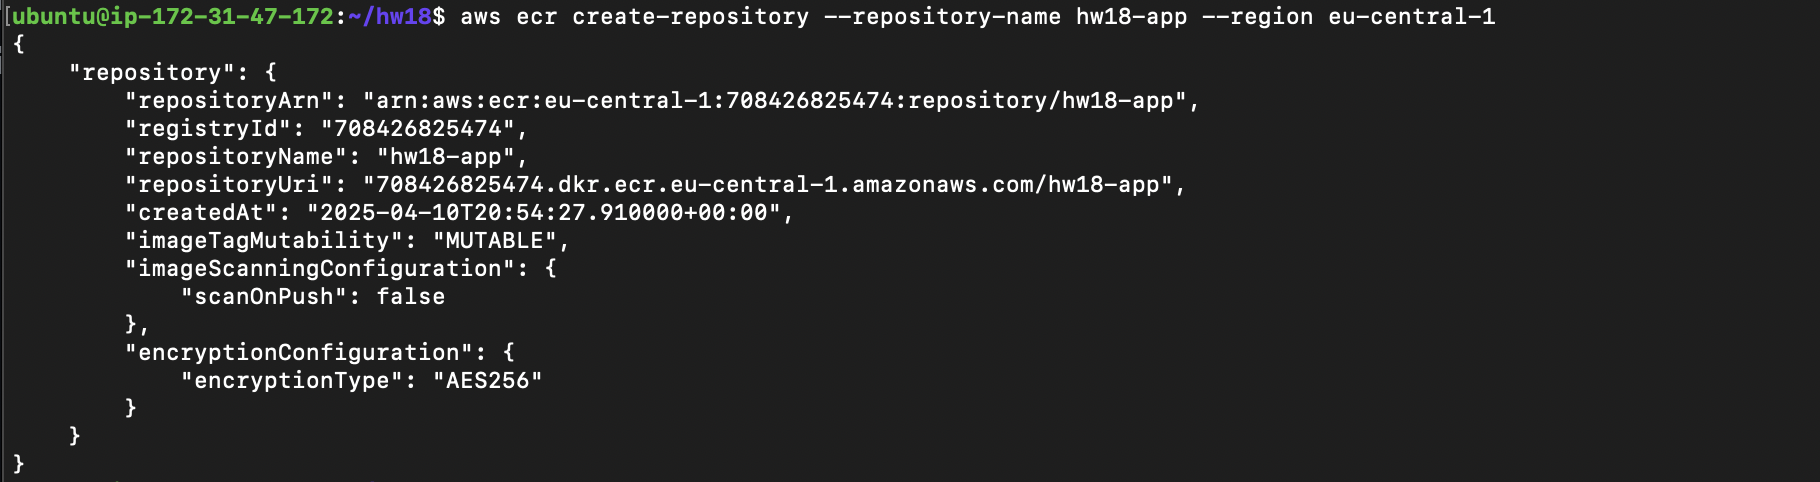 [ubuntu@ip-172-31-47-172:~/hw18$ aws ecr create-repository --repository-name hw18-app --region eu-central-1
{
    "repository": {
        "repositoryArn": "arn:aws:ecr:eu-central-1:708426825474:repository/hw18-app",
        "registryId": "708426825474",
        "repositoryName": "hw18-app",
        "repositoryUri": "708426825474.dkr.ecr.eu-central-1.amazonaws.com/hw18-app",
        "createdAt": "2025-04-10T20:54:27.910000+00:00",
        "imageTagMutability": "MUTABLE",
        "imageScanningConfiguration": {
            "scanOnPush": false
        },
        "encryptionConfiguration": {
            "encryptionType": "AES256"
        }
    }
}